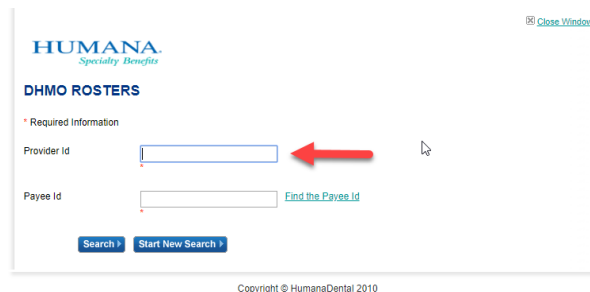 Close Window
HUMANA.
Specialty Benefits
DHMO ROSTERS
* Required Information
Provider Id
*
Payee Id Find the Payee Id
*
Search Start New Search
Copyright © HumanaDental 2010